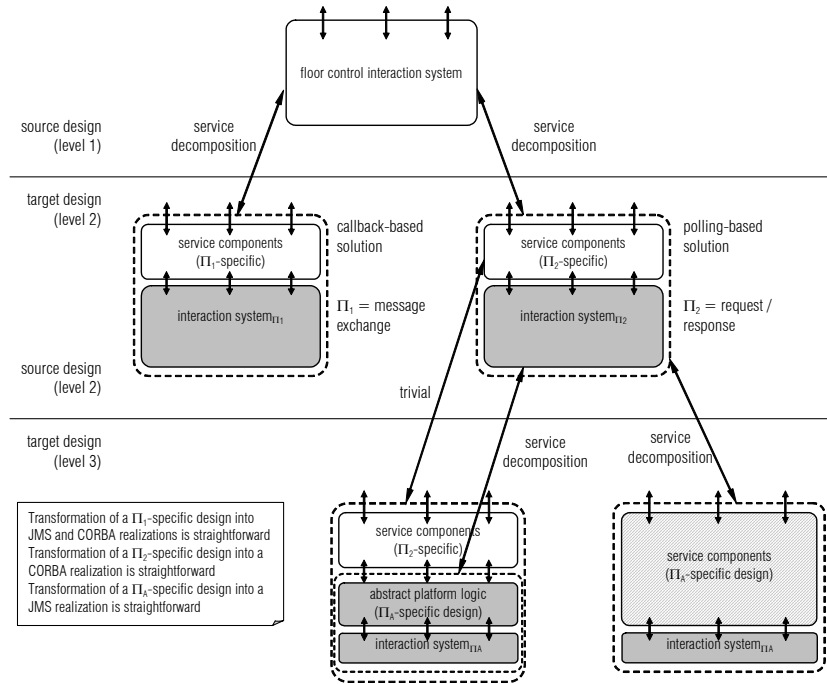 floor control interaction system
source design
(level 1)
service
decomposition
service
decomposition
target design
(level 2)
callback-based
solution
service components
(Π1-specific)
interaction systemΠ1
Π1 = message
exchange
polling-based
solution
service components
(Π2-specific)
interaction systemΠ2
Π2 = request /
response
source design
(level 2)
trivial
target design
(level 3)
service
decomposition
service
decomposition
Transformation of a Π1-specific design into
JMS and CORBA realizations is straightforward
Transformation of a Π2-specific design into a
CORBA realization is straightforward
Transformation of a ΠA-specific design into a
JMS realization is straightforward
service components
(Π2-specific)
abstract platform logic
(ΠA-specific design)
interaction systemΠA
service components
(ΠA-specific design)
interaction systemΠA